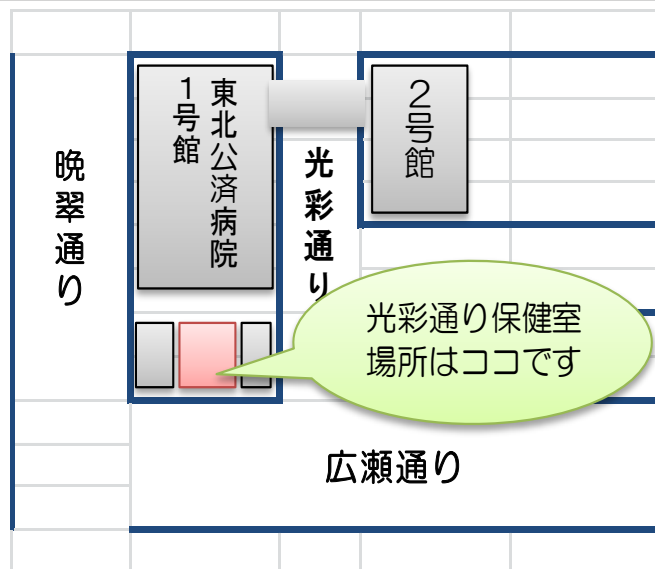 晩翠通り
東北公済病院
１号館
光彩通り
２号館
光彩通り保健室
場所はココです
広瀬通り